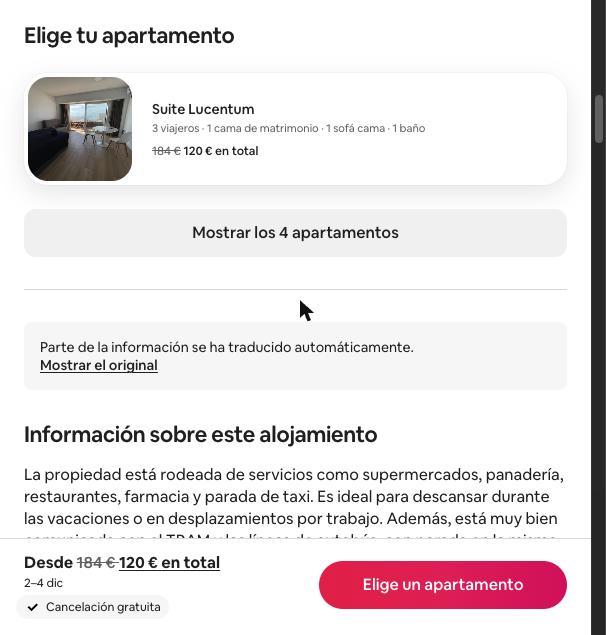 Elige tu apartamento
Suite Lucentum
3 viajeros · 1 cama de matrimonio · 1 sofá cama · 1 baño
184 € 120 € en total
Mostrar los 4 apartamentos
Parte de la información se ha traducido automáticamente.
Mostrar el original
Información sobre este alojamiento
La propiedad está rodeada de servicios como supermercados, panadería,
restaurantes, farmacia y parada de taxi. Es ideal para descansar durante
las vacaciones o en desplazamientos por trabajo. Además, está muy bien
Desde 184 € 120 € en total
2–4 dic
Cancelación gratuita
Elige un apartamento